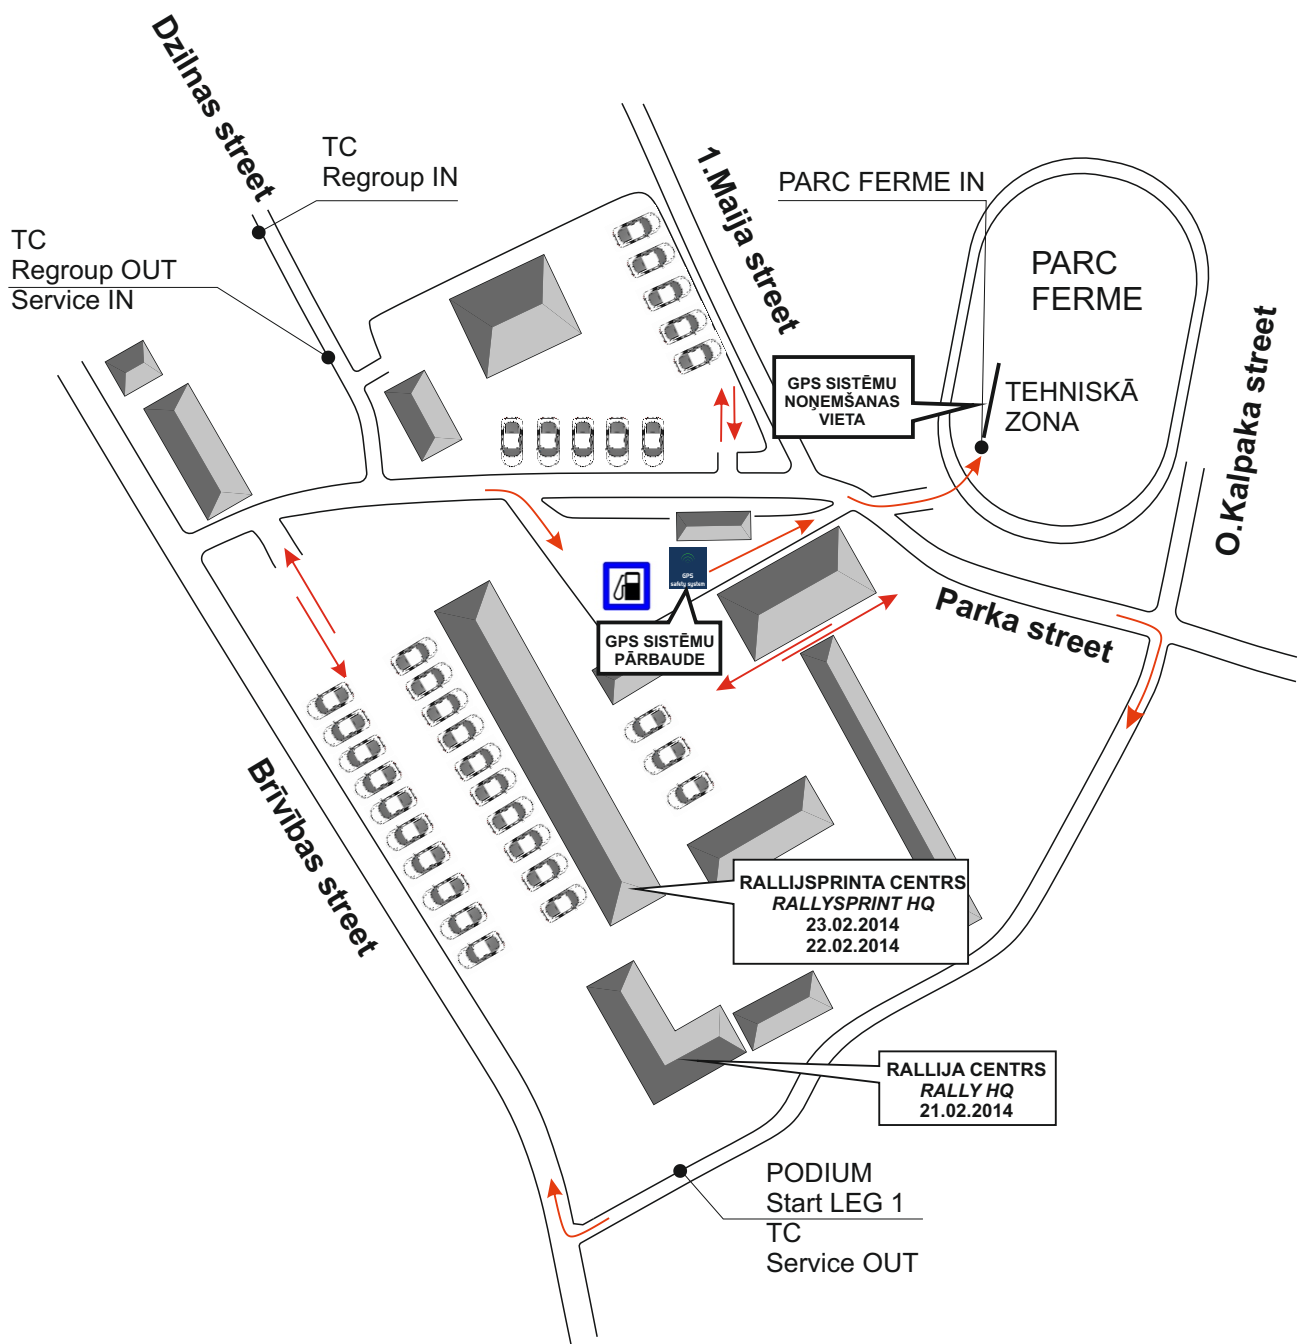 Dzilnas street
TC
Regroup IN
TC
Regroup OUT
Service IN
1.Maija street
PARC FERME IN
PARC
FERME
GPS SISTĒMU
NOŅEMŠANAS
VIETA
TEHNISKĀ
ZONA
O.Kalpaka street
GPS
safety system
GPS SISTĒMU
PĀRBAUDE
Parka street
Brīvības street
RALLIJSPRINTA CENTRS
RALLYSPRINT HQ
23.02.2014
22.02.2014
RALLIJA CENTRS
RALLY HQ
21.02.2014
PODIUM
Start LEG 1
TC
Service OUT